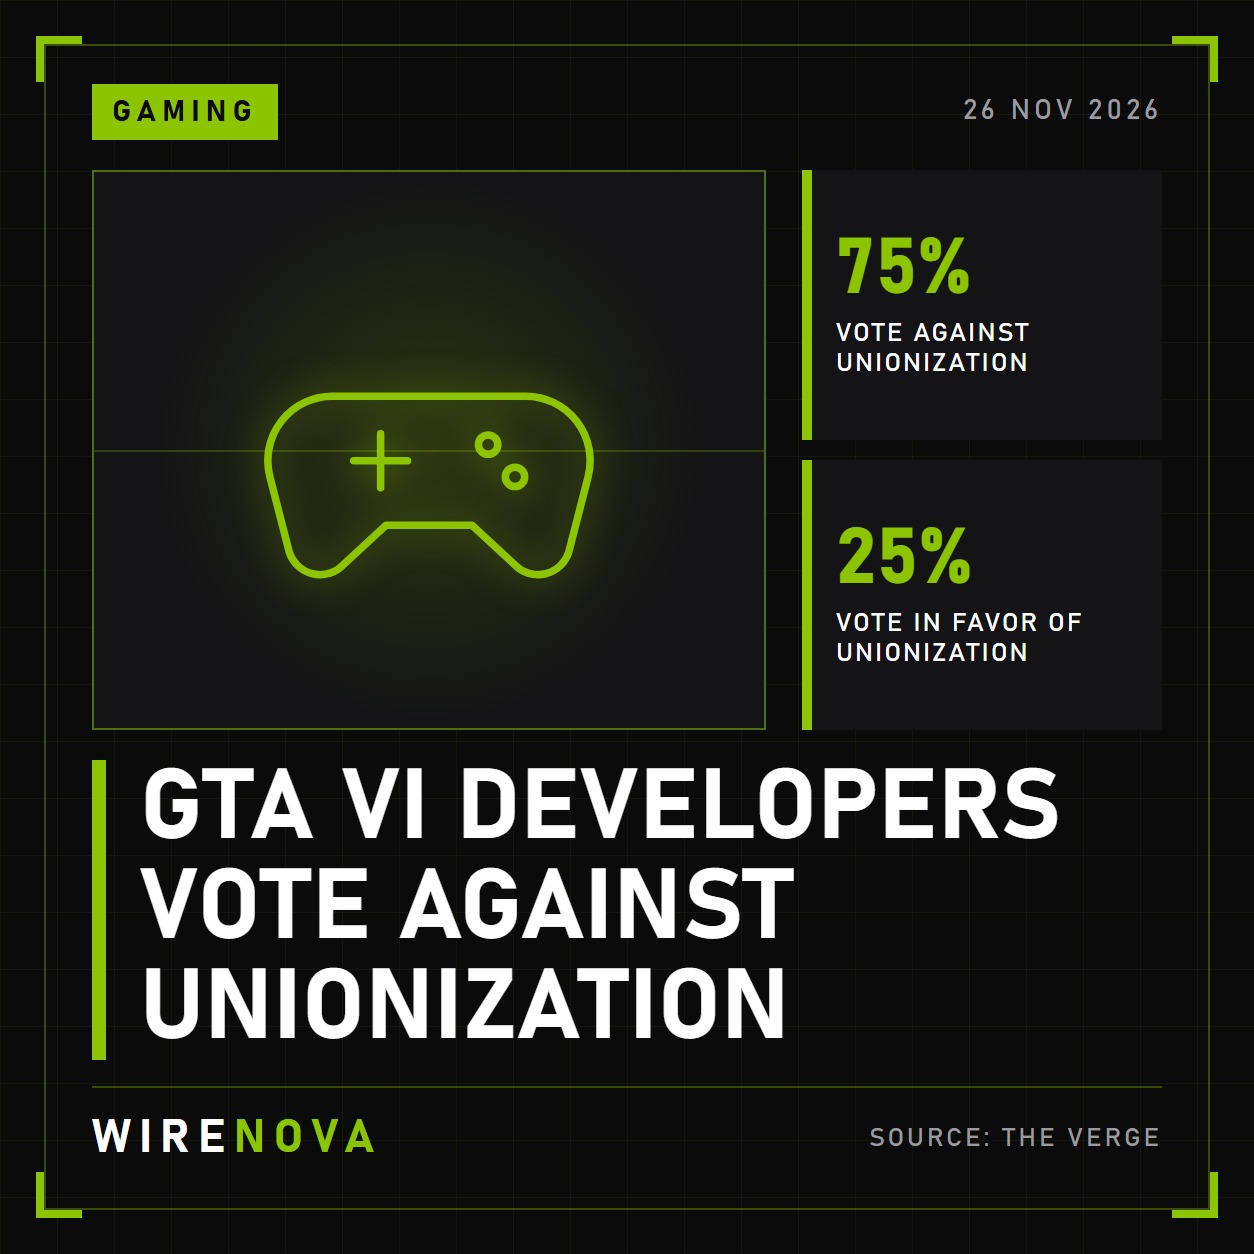 GAMING
26 NOV 2026
75%
VOTE AGAINST
UNIONIZATION
25%
VOTE IN FAVOR OF
UNIONIZATION
GTA VI DEVELOPERS
VOTE AGAINST
UNIONIZATION
WIRENOVA
SOURCE: THE VERGE